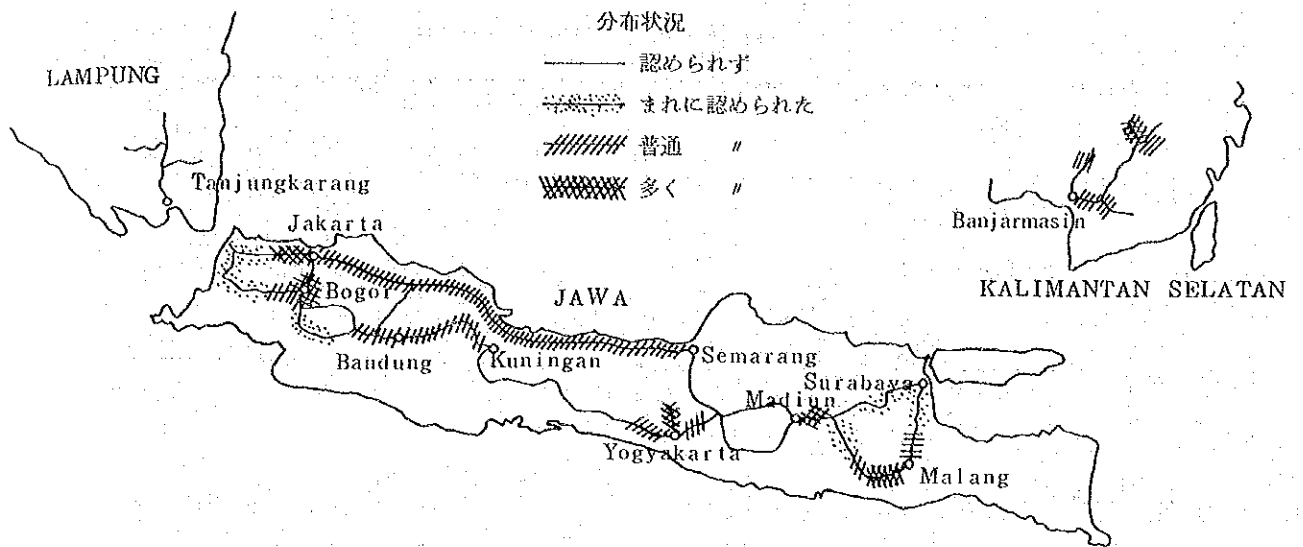 分布状況
認められず
まれに認められた
普通 〃
多く 〃
LAMPUNG
Tanjungkarang
Jakarta
Bogor
JAWA
Bandung
Kuningan
Semarang
Surabaya
Madiun
Yogyakarta
Malang
Banjarmasin
KALIMANTAN SELATAN